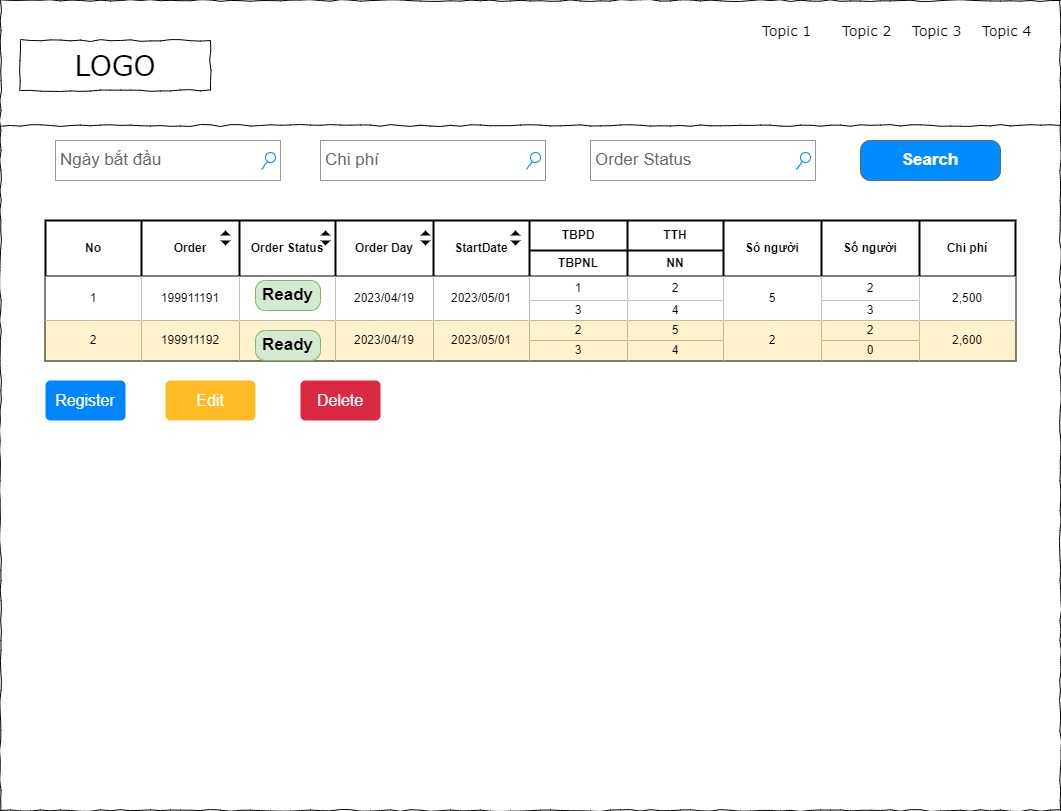 Topic 1 Topic 2 Topic 3 Topic 4
LOGO
Ngày bắt đầu Chi phí Order Status Search
No Order Order Status Order Day StartDate TBPD TTH Só người Só người Chi phí
TBPNL NN
1 199911191 Ready 2023/04/19 2023/05/01 1 2 5 2 2,500
3 4 3
2 199911192 Ready 2023/04/19 2023/05/01 2 5 2 2 2,600
3 4 0
Register Edit Delete